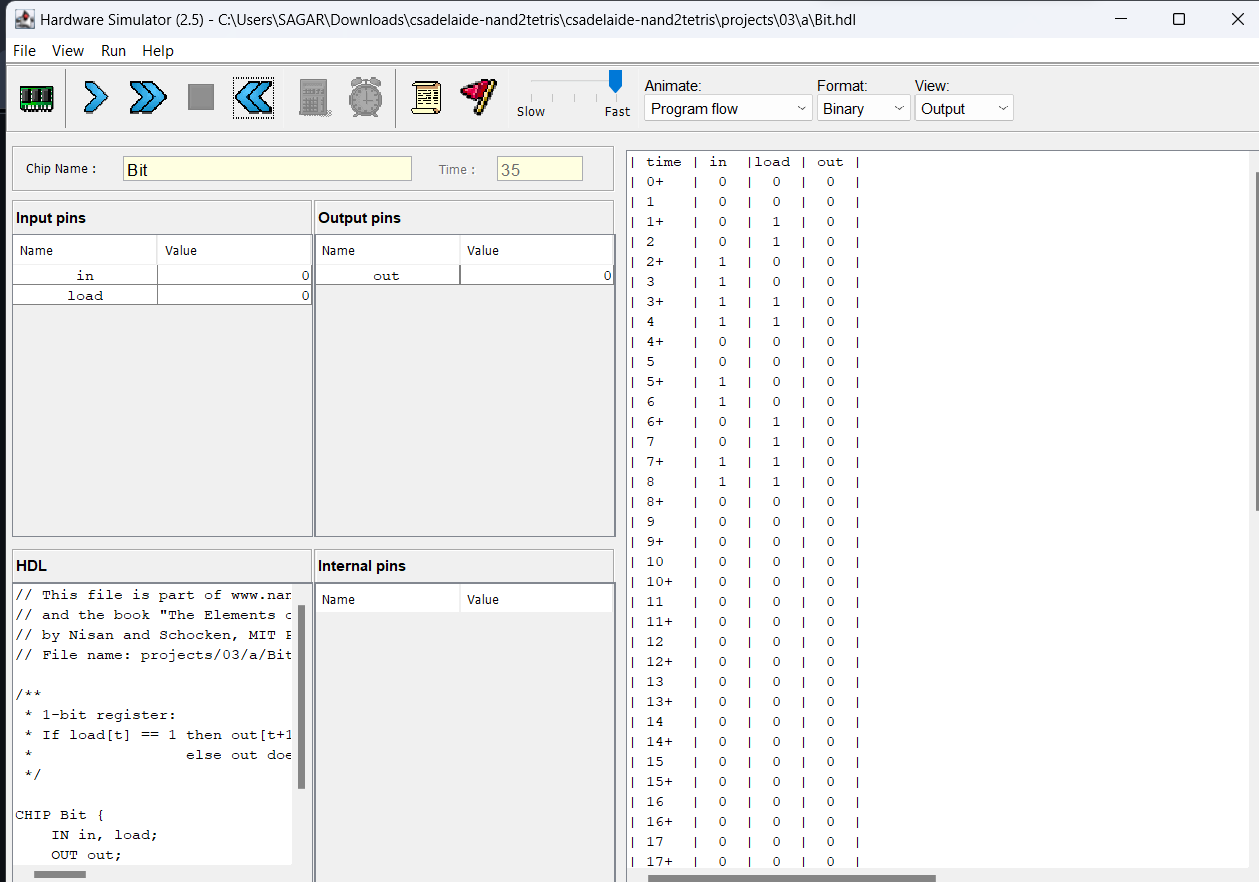 Hardware Simulator (2.5) - C:\Users\SAGAR\Downloads\csadelaide-nand2tetris\csadelaide-nand2tetris\projects\03\a\Bit.hdl
File View Run Help
Slow Fast
Animate: Format: View:
Program flow Binary Output
Chip Name : Bit Time : 35
Input pins
Name Value
in 0
load 0
Output pins
Name Value
out 0
HDL
// This file is part of www.nan
// and the book "The Elements o
// by Nisan and Schocken, MIT P
// File name: projects/03/a/Bit
/**
* 1-bit register:
* If load[t] == 1 then out[t+1
* else out doe
*/
CHIP Bit {
IN in, load;
OUT out;
Internal pins
Name Value
| time | in |load | out |
| 0+ | 0 | 0 | 0 |
| 1 | 0 | 0 | 0 |
| 1+ | 0 | 1 | 0 |
| 2 | 0 | 1 | 0 |
| 2+ | 1 | 0 | 0 |
| 3 | 1 | 0 | 0 |
| 3+ | 1 | 1 | 0 |
| 4 | 1 | 1 | 0 |
| 4+ | 0 | 0 | 0 |
| 5 | 0 | 0 | 0 |
| 5+ | 1 | 0 | 0 |
| 6 | 1 | 0 | 0 |
| 6+ | 0 | 1 | 0 |
| 7 | 0 | 1 | 0 |
| 7+ | 1 | 1 | 0 |
| 8 | 1 | 1 | 0 |
| 8+ | 0 | 0 | 0 |
| 9 | 0 | 0 | 0 |
| 9+ | 0 | 0 | 0 |
| 10 | 0 | 0 | 0 |
| 10+ | 0 | 0 | 0 |
| 11 | 0 | 0 | 0 |
| 11+ | 0 | 0 | 0 |
| 12 | 0 | 0 | 0 |
| 12+ | 0 | 0 | 0 |
| 13 | 0 | 0 | 0 |
| 13+ | 0 | 0 | 0 |
| 14 | 0 | 0 | 0 |
| 14+ | 0 | 0 | 0 |
| 15 | 0 | 0 | 0 |
| 15+ | 0 | 0 | 0 |
| 16 | 0 | 0 | 0 |
| 16+ | 0 | 0 | 0 |
| 17 | 0 | 0 | 0 |
| 17+ | 0 | 0 | 0 |